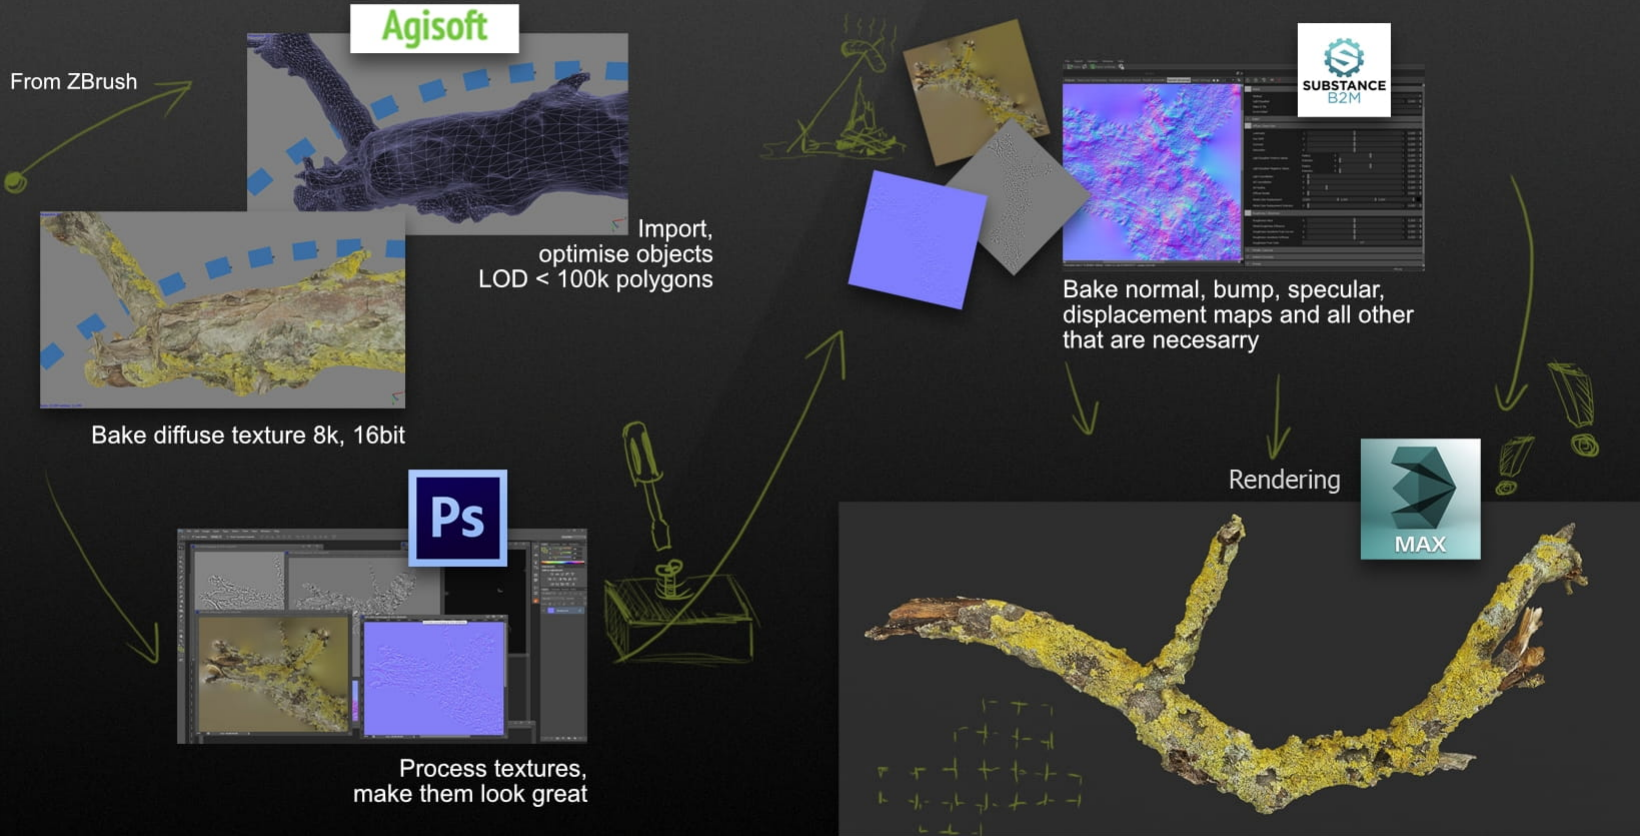 From ZBrush
Agisoft
Import,
optimise objects
LOD < 100k polygons
Bake diffuse texture 8k, 16bit
Ps
Process textures,
make them look great
SUBSTANCE
B2M
Bake normal, bump, specular,
displacement maps and all other
that are necesarry
Rendering
MAX